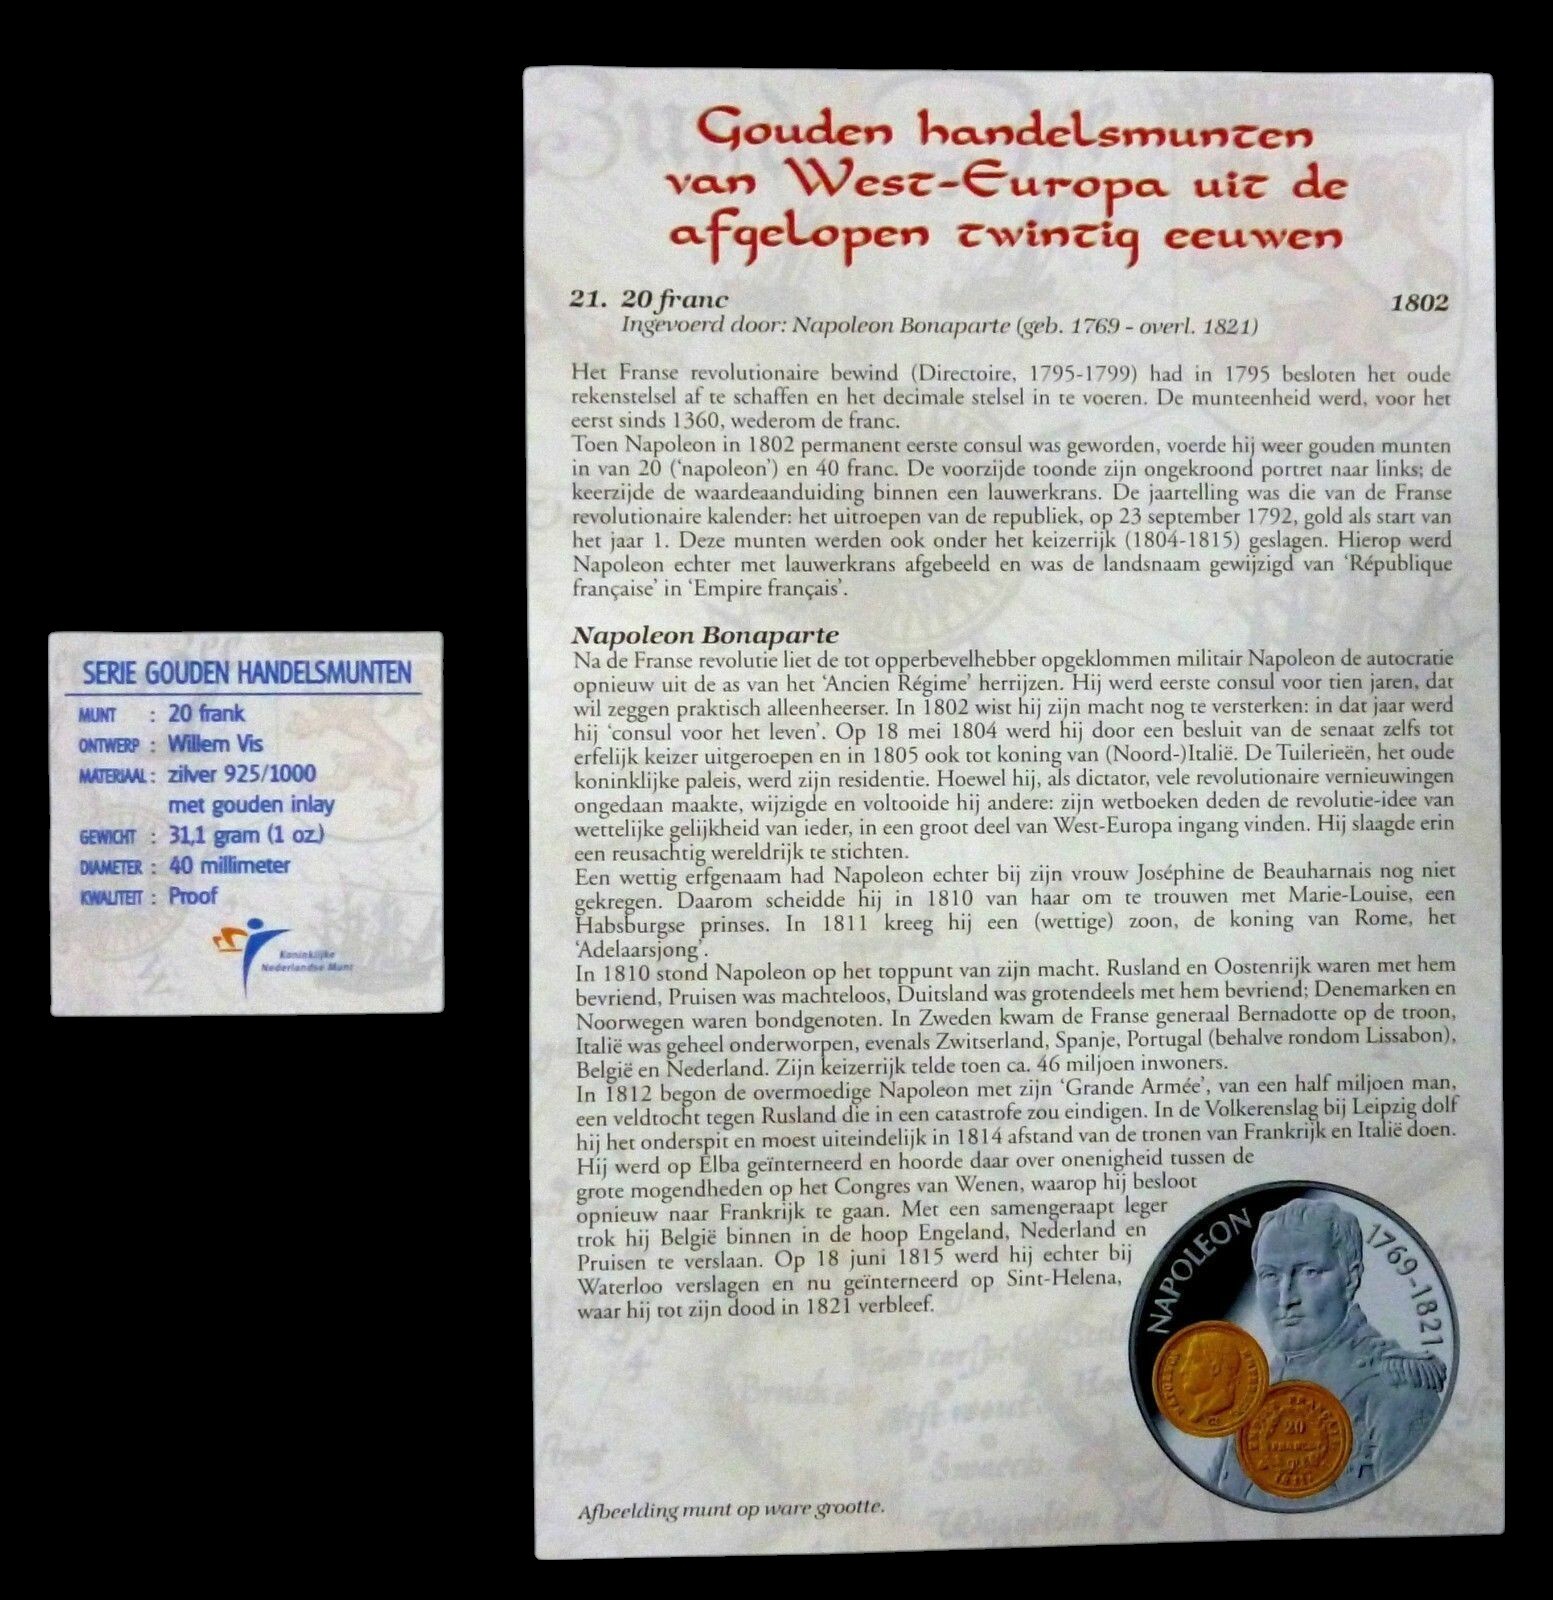 Gouden handelsmunten
van West-Europa uit de
afgelopen twintig eeuwen
21. 20 franc 1802
Ingevoerd door: Napoleon Bonaparte (geb. 1769 - overl. 1821)
Het Franse revolutionaire bewind (Directoire, 1795-1799) had in 1795 besloten het oude
rekenstelsel af te schaffen en het decimale stelsel in te voeren. De munteenheid werd, voor het
eerst sinds 1360, wederom de franc.
Toen Napoleon in 1802 permanent eerste consul was geworden, voerde hij weer gouden munten
in van 20 (‘napoleon’) en 40 franc. De voorzijde toonde zijn ongekroond portret naar links; de
keerzijde de waardeaanduiding binnen een lauwerkrans. De jaartelling was die van de Franse
revolutionaire kalender: het uitroepen van de republiek, op 23 september 1792, gold als start van
het jaar 1. Deze munten werden ook onder het keizerrijk (1804-1815) geslagen. Hierop werd
Napoleon echter met lauwerkrans afgebeeld en was de landsnaam gewijzigd van ‘République
française’ in ‘Empire français’.
Napoleon Bonaparte
Na de Franse revolutie liet de tot opperbevelhebber opgeklommen militair Napoleon de autocratie
opnieuw uit de as van het ‘Ancien Régime’ herrijzen. Hij werd eerste consul voor tien jaren, dat
wil zeggen praktisch alleenheerser. In 1802 wist hij zijn macht nog te versterken: in dat jaar werd
hij ‘consul voor het leven’. Op 18 mei 1804 werd hij door een besluit van de senaat zelfs tot
erfelijk keizer uitgeroepen en in 1805 ook tot koning van (Noord-)Italië. De Tuilerieën, het oude
koninklijke paleis, werd zijn residentie. Hoewel hij, als dictator, vele revolutionaire vernieuwingen
ongedaan maakte, wijzigde en voltooide hij andere: zijn wetboeken deden de revolutie-idee van
wettelijke gelijkheid van ieder, in een groot deel van West-Europa ingang vinden. Hij slaagde erin
een reusachtig wereldrijk te stichten.
Een wettig erfgenaam had Napoleon echter bij zijn vrouw Joséphine de Beauharnais nog niet
gekregen. Daarom scheidde hij in 1810 van haar om te trouwen met Marie-Louise, een
Habsburgse prinses. In 1811 kreeg hij een (wettige) zoon, de koning van Rome, het
‘Adelaarsjong’.
In 1810 stond Napoleon op het toppunt van zijn macht. Rusland en Oostenrijk waren met hem
bevriend, Pruisen was machteloos, Duitsland was grotendeels met hem bevriend; Denemarken en
Noorwegen waren bondgenoten. In Zweden kwam de Franse generaal Bernadotte op de troon,
Italië was geheel onderworpen, evenals Zwitserland, Spanje, Portugal (behalve rondom Lissabon),
België en Nederland. Zijn keizerrijk telde toen ca. 46 miljoen inwoners.
In 1812 begon de overmoedige Napoleon met zijn ‘Grande Armée’, van een half miljoen man,
een veldtocht tegen Rusland die in een catastrofe zou eindigen. In de Volkerenslag bij Leipzig dolf
hij het onderspit en moest uiteindelijk in 1814 afstand van de tronen van Frankrijk en Italië doen.
Hij werd op Elba geïnterneerd en hoorde daar over onenigheid tussen de
grote mogendheden op het Congres van Wenen, waarop hij besloot
opnieuw naar Frankrijk te gaan. Met een samengeraapt leger
trok hij België binnen in de hoop Engeland, Nederland en
Pruisen te verslaan. Op 18 juni 1815 werd hij echter bij
Waterloo verslagen en nu geïnterneerd op Sint-Helena,
waar hij tot zijn dood in 1821 verbleef.
NAPOLEON 1769-1821
20
Afbeelding munt op ware grootte.
SERIE GOUDEN HANDELSMUNTEN
MUNT : 20 frank
ONTWERP : Willem Vis
MATERIAAL : zilver 925/1000
met gouden inlay
GEWICHT : 31,1 gram (1 oz.)
DIAMETER : 40 millimeter
KWALITEIT : Proof
Koninklijke
Nederlandse Munt